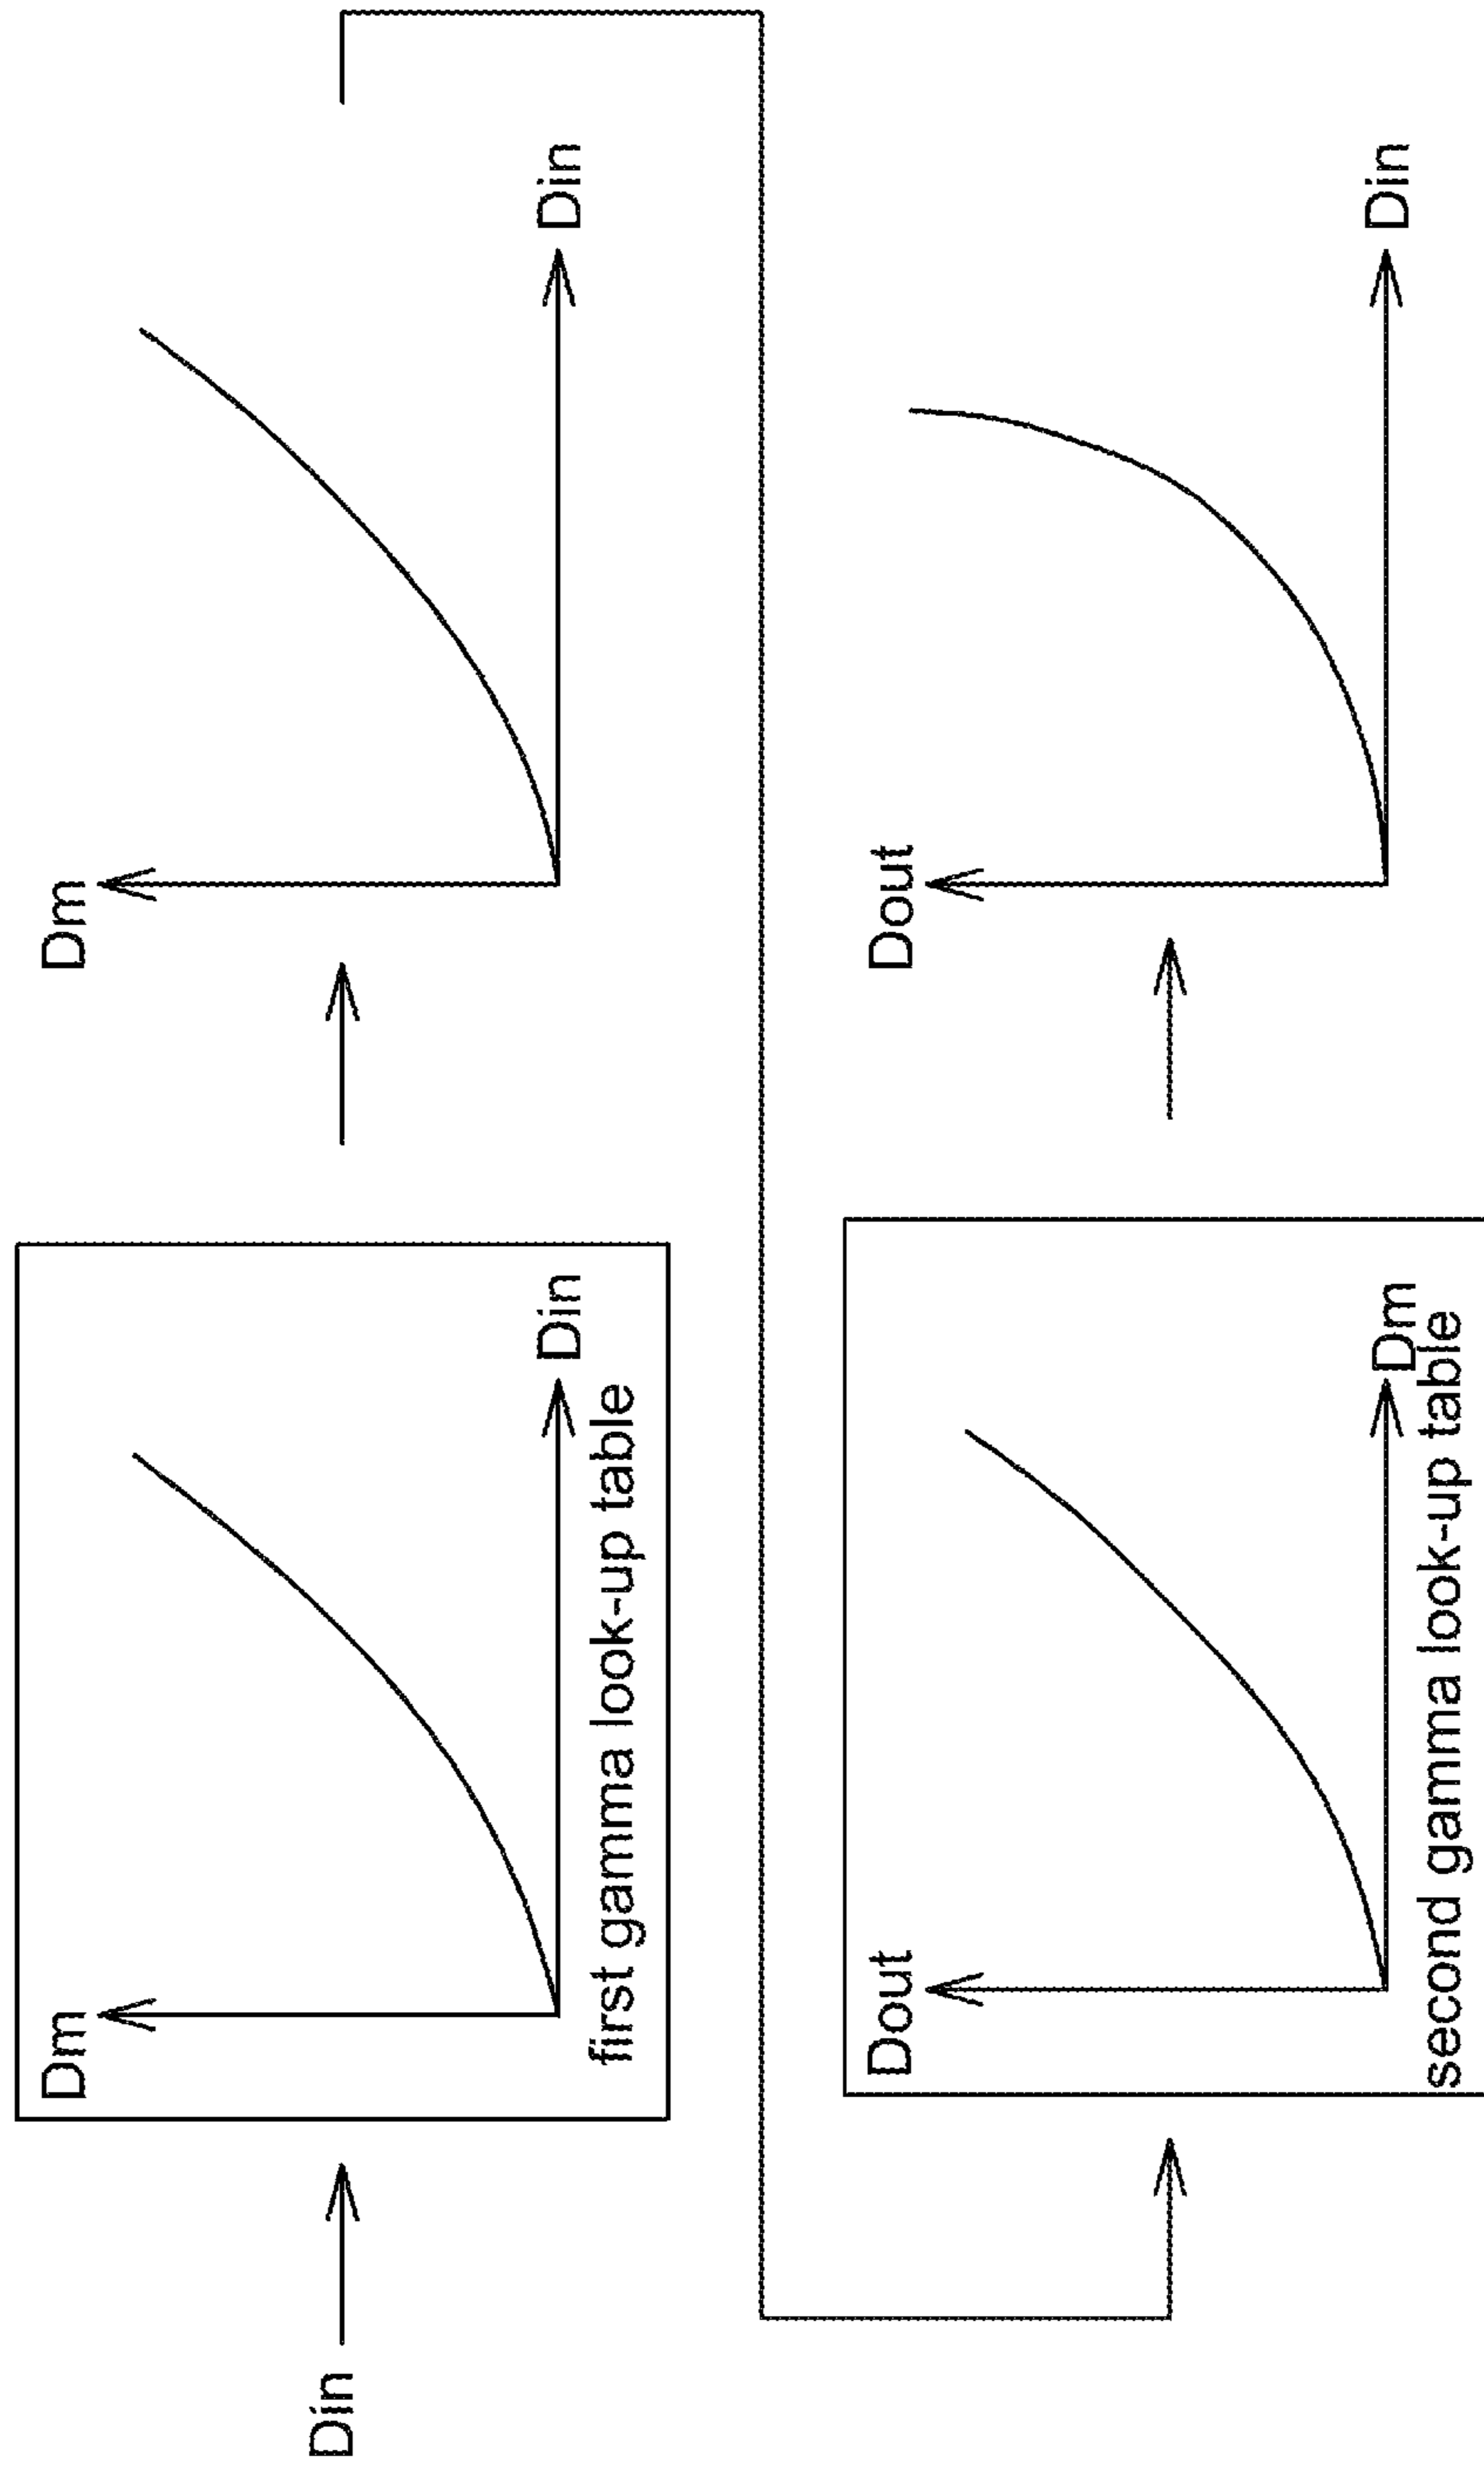 Din
Dm
Din
first gamma look-up table
Dm
Din
Dout
Dm
second gamma look-up table
Dout
Din